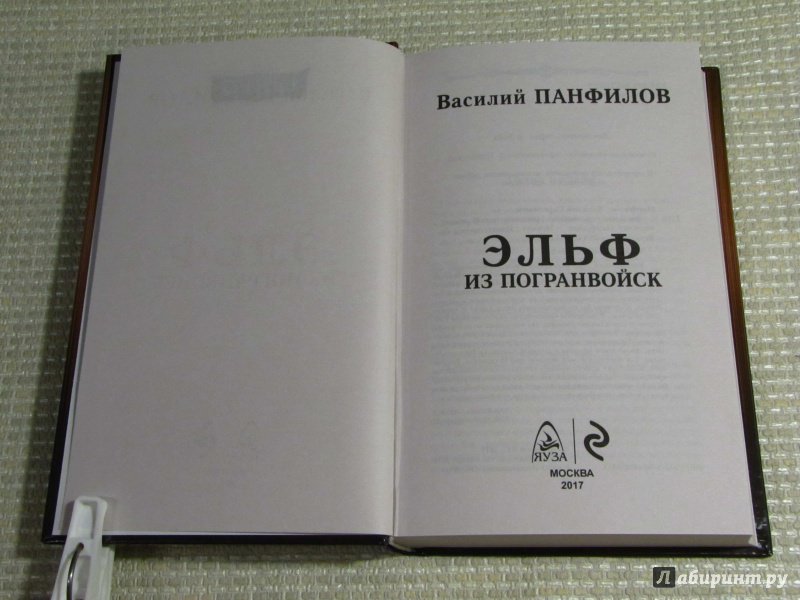 Василий ПАНФИЛОВ
ЭЛЬФ
ИЗ ПОГРАНВОЙСК
ЯУЗА
МОСКВА
2017
Лабиринт.ру